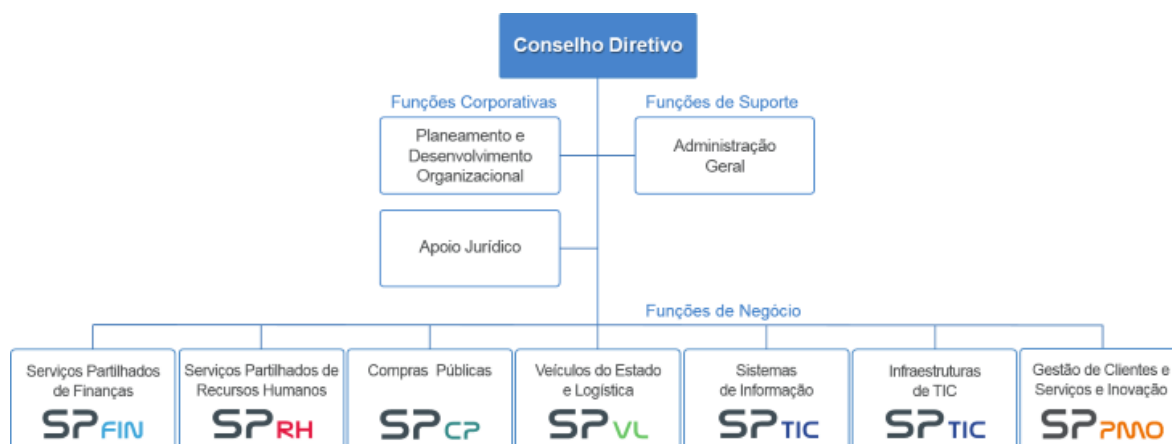 Conselho Diretivo
Funções Corporativas
Funções de Suporte
Planeamento e
Desenvolvimento
Organizacional
Administração
Geral
Apoio Jurídico
Funções de Negócio
Serviços Partilhados
de Finanças
SPFIN
Serviços Partilhados de
Recursos Humanos
SPRH
Compras Públicas
SPCP
Veículos do Estado
e Logística
SPVL
Sistemas
de Informação
SPTIC
Infraestruturas
de TIC
SPTIC
Gestão de Clientes e
Serviços e Inovação
SPPMO